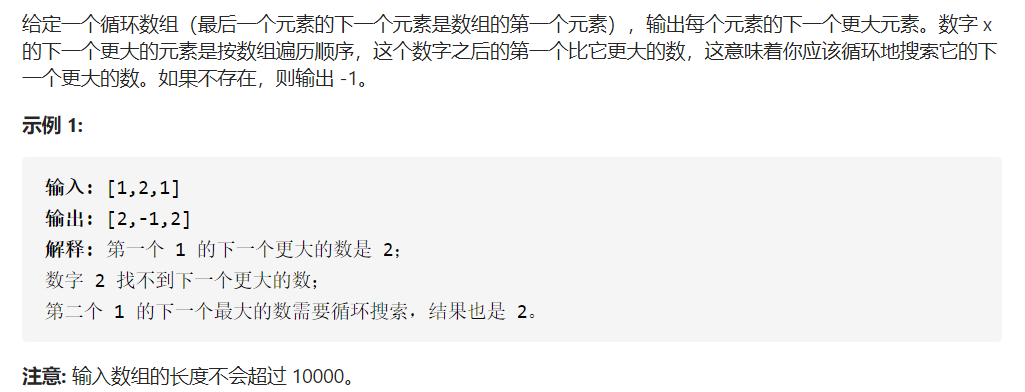 给定一个循环数组（最后一个元素的下一个元素是数组的第一个元素），输出每个元素的下一个更大元素。数字 x
的下一个更大的元素是按数组遍历顺序，这个数字之后的第一个比它更大的数，这意味着你应该循环地搜索它的下
一个更大的数。如果不存在，则输出 -1。
示例 1:
输入: [1,2,1]
输出: [2,-1,2]
解释: 第一个 1 的下一个更大的数是 2；
数字 2 找不到下一个更大的数；
第二个 1 的下一个最大的数需要循环搜索，结果也是 2。
注意: 输入数组的长度不会超过 10000。